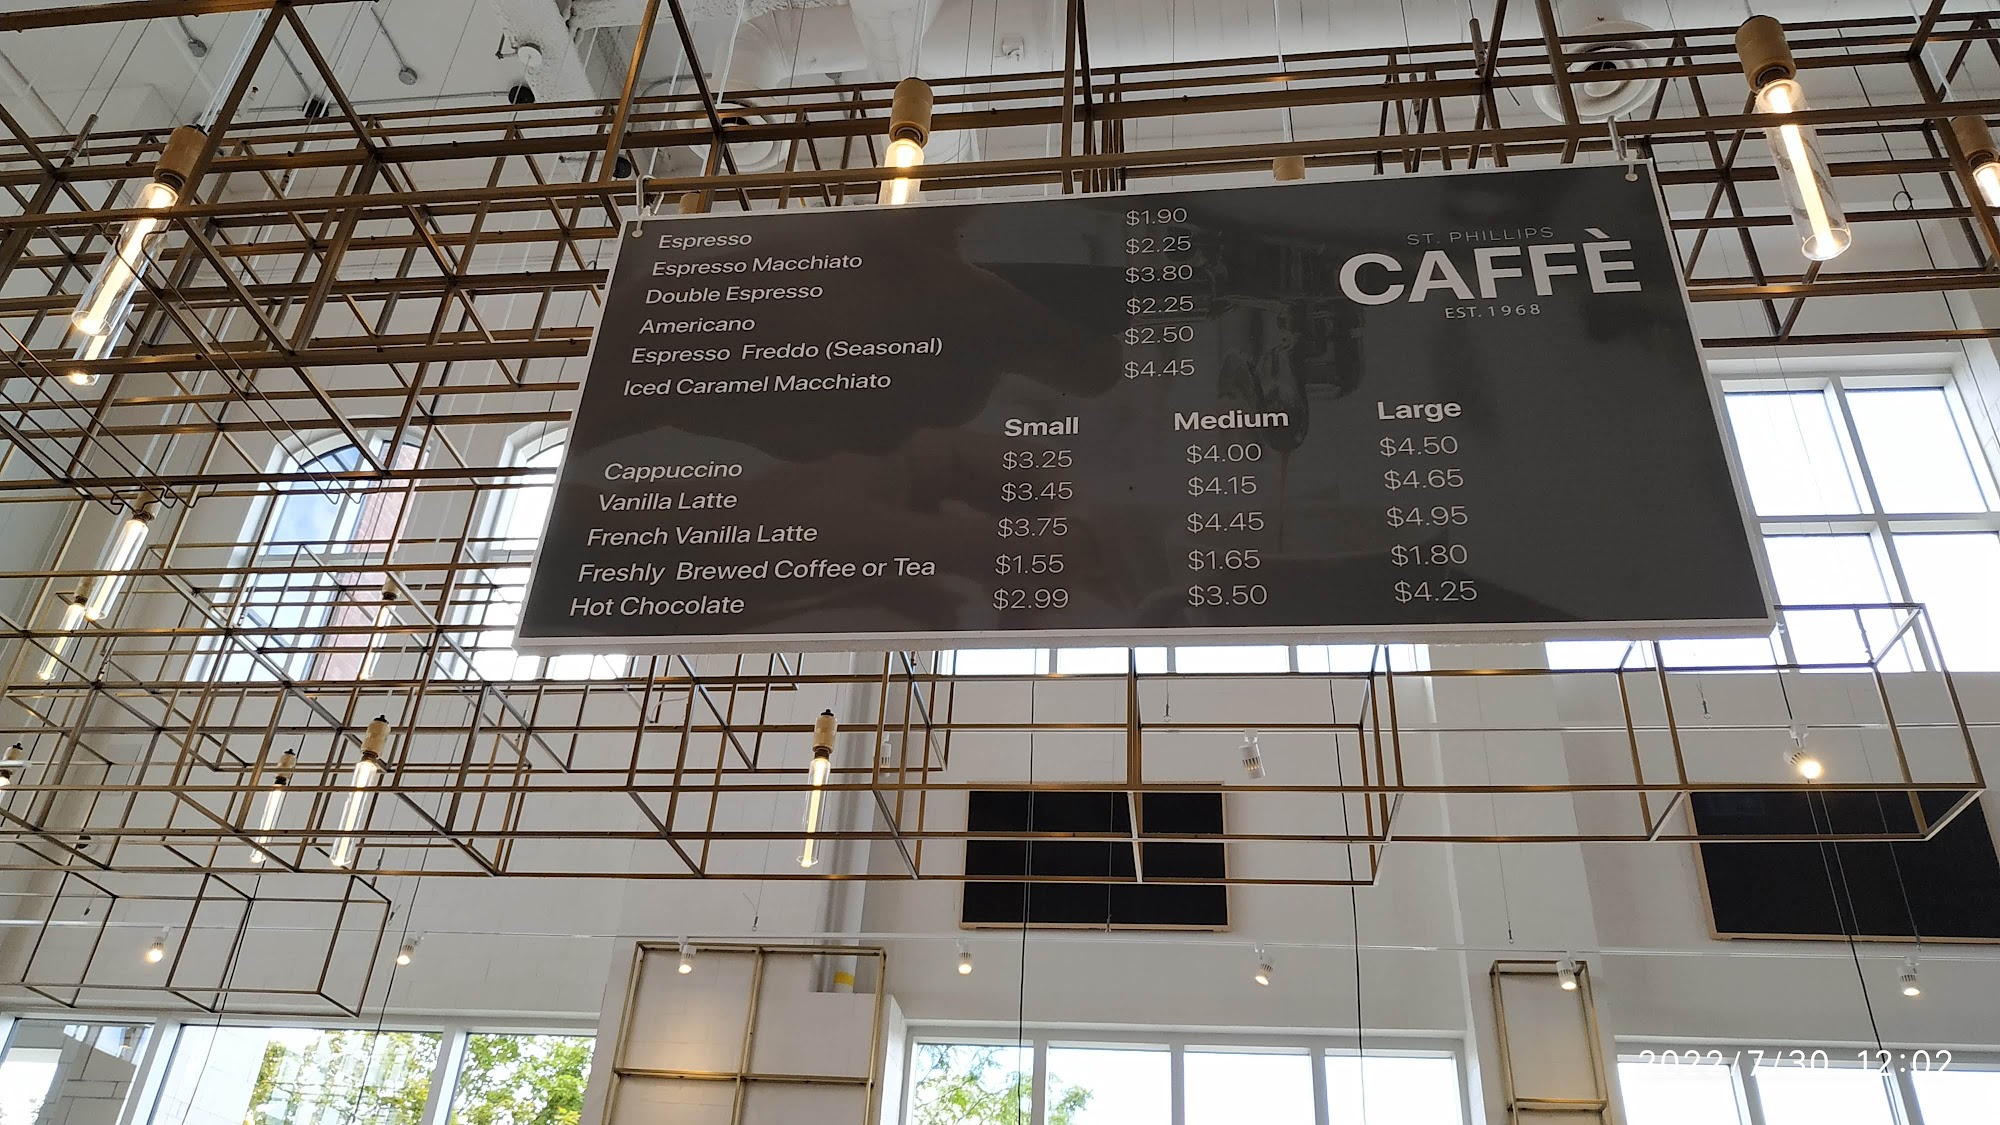 Espresso $1.90
Espresso Macchiato $2.25
Double Espresso $3.80
Americano $2.25
Espresso Freddo (Seasonal) $2.50
Iced Caramel Macchiato $4.45
ST. PHILLIPS
CAFFÈ
EST. 1968
Small Medium Large
Cappuccino $3.25 $4.00 $4.50
Vanilla Latte $3.45 $4.15 $4.65
French Vanilla Latte $3.75 $4.45 $4.95
Freshly Brewed Coffee or Tea $1.55 $1.65 $1.80
Hot Chocolate $2.99 $3.50 $4.25
2022/7/30 12:02